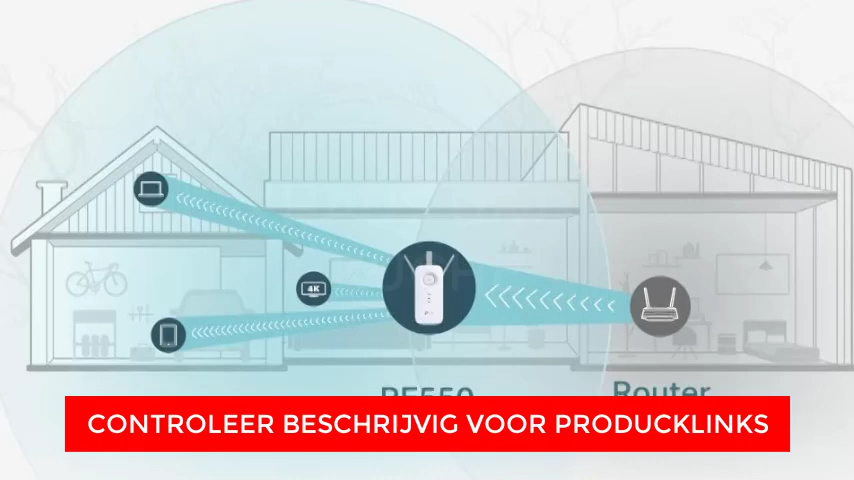 4K
RE550
Router
CONTROLEER BESCHRIJVIG VOOR PRODUCKLINKS